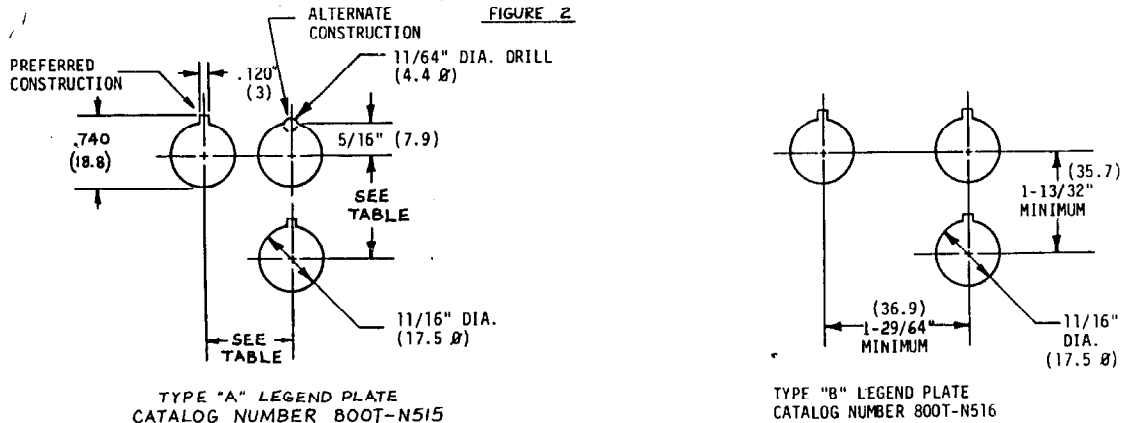 FIGURE 2
ALTERNATE
CONSTRUCTION
11/64" DIA. DRILL
(4.4 Ø)
PREFERRED
CONSTRUCTION
.120"
(3)
.740
(18.8)
5/16" (7.9)
SEE
TABLE
11/16" DIA.
(17.5 Ø)
SEE
TABLE
TYPE "A" LEGEND PLATE
CATALOG NUMBER 800T-N515
(35.7)
1-13/32"
MINIMUM
(36.9)
1-29/64"
MINIMUM
11/16"
DIA.
(17.5 Ø)
TYPE "B" LEGEND PLATE
CATALOG NUMBER 800T-N516